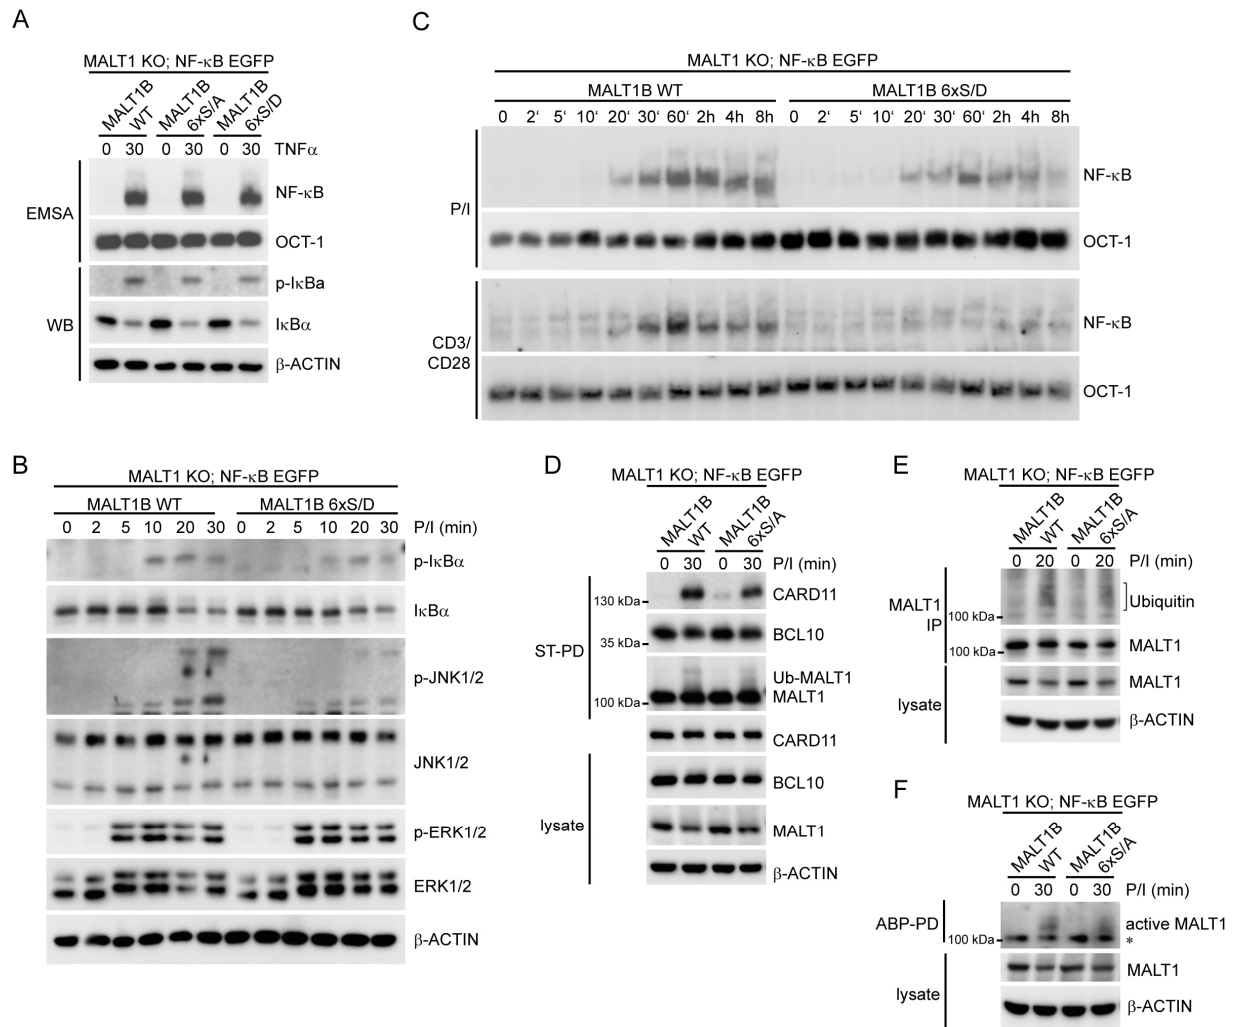 A
MALT1 KO; NF-κB EGFP
MALT1B WT
MALT1B 6xS/A
MALT1B 6xS/D
0 30 0 30 0 30 TNFα
EMSA
NF-κB
OCT-1
WB
p-IκBa
IκBα
β-ACTIN
B
MALT1 KO; NF-κB EGFP
MALT1B WT MALT1B 6xS/D
0 2 5 10 20 30 0 2 5 10 20 30 P/I (min)
p-IκBα
IκBα
p-JNK1/2
JNK1/2
p-ERK1/2
ERK1/2
β-ACTIN
C
MALT1 KO; NF-κB EGFP
MALT1B WT MALT1B 6xS/D
0 2‘ 5‘ 10‘ 20‘ 30‘ 60‘ 2h 4h 8h 0 2‘ 5‘ 10‘ 20‘ 30‘ 60‘ 2h 4h 8h
P/I
NF-κB
OCT-1
CD3/
CD28
NF-κB
OCT-1
D
MALT1 KO; NF-κB EGFP
MALT1B WT
MALT1B 6xS/A
0 30 0 30 P/I (min)
ST-PD
130 kDa
CARD11
35 kDa
BCL10
Ub-MALT1
100 kDa
MALT1
CARD11
lysate
BCL10
MALT1
β-ACTIN
E
MALT1 KO; NF-κB EGFP
MALT1B WT
MALT1B 6xS/A
0 20 0 20 P/I (min)
MALT1
IP
Ubiquitin
100 kDa
MALT1
100 kDa
lysate
MALT1
β-ACTIN
F
MALT1 KO; NF-κB EGFP
MALT1B WT
MALT1B 6xS/A
0 30 0 30 P/I (min)
ABP-PD
active MALT1
100 kDa
*
lysate
MALT1
β-ACTIN